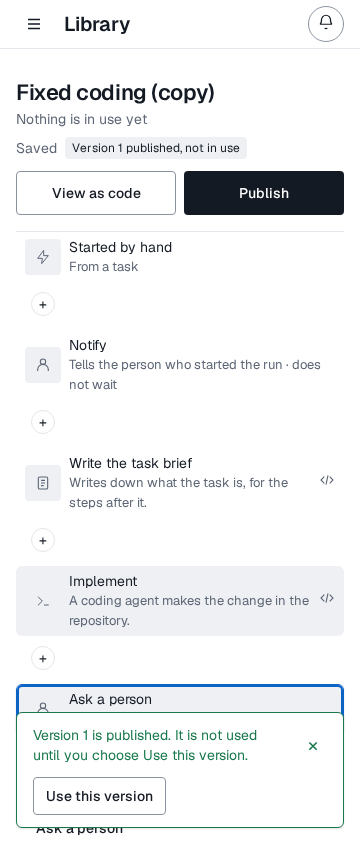 Library
Fixed coding (copy)
Nothing is in use yet
Saved Version 1 published, not in use
View as code Publish
Started by hand
From a task
Notify
Tells the person who started the run · does
not wait
Write the task brief
Writes down what the task is, for the
steps after it.
Implement
A coding agent makes the change in the
repository.
Ask a person
Version 1 is published. It is not used
until you choose Use this version.
Use this version
Ask a person